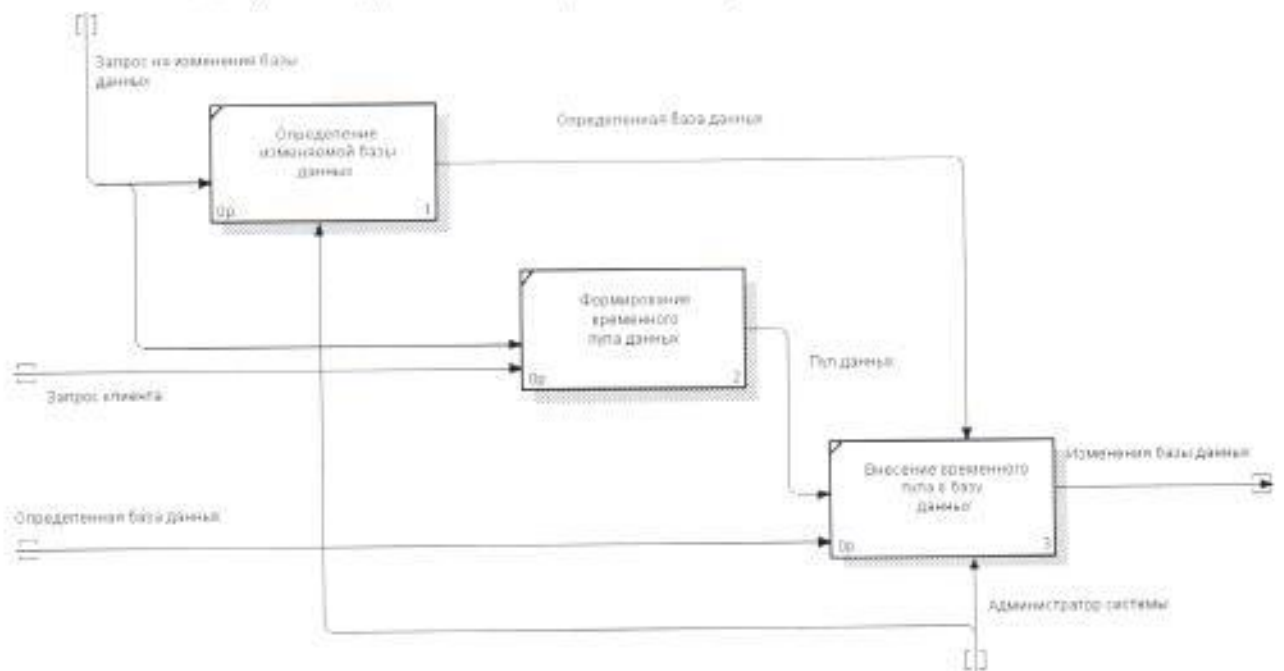 Запрос на изменения базы
данных
Определение
изменяемой базы
данных
0р.
1
Определенная база данных
Формирование
временного
пула данных
0р.
2
Запрос клиента
Пул данных
Внесение временного
пула в базу
данных
0р.
3
Изменения базы данных
Определенная база данных
Администратор системы